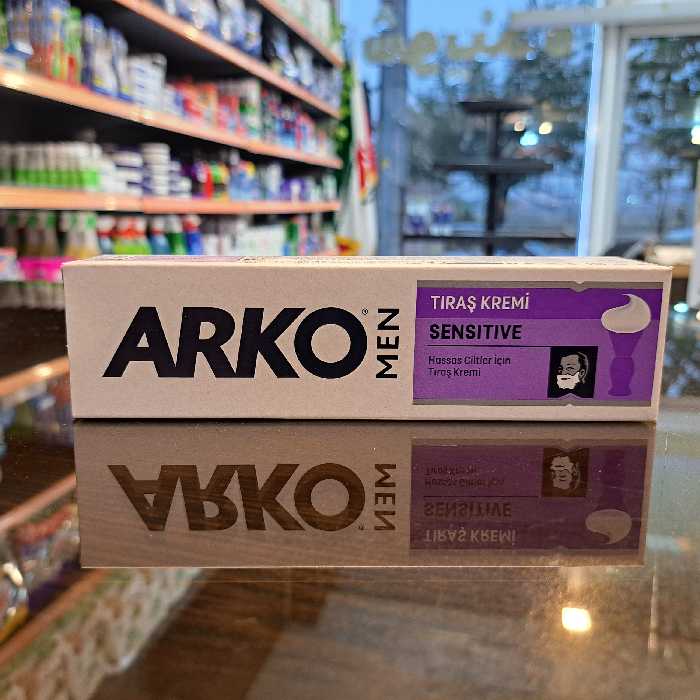 ARKO®
MEN
TIRAŞ KREMİ
SENSITIVE
Hassas Ciltler için
Tıraş Kremi